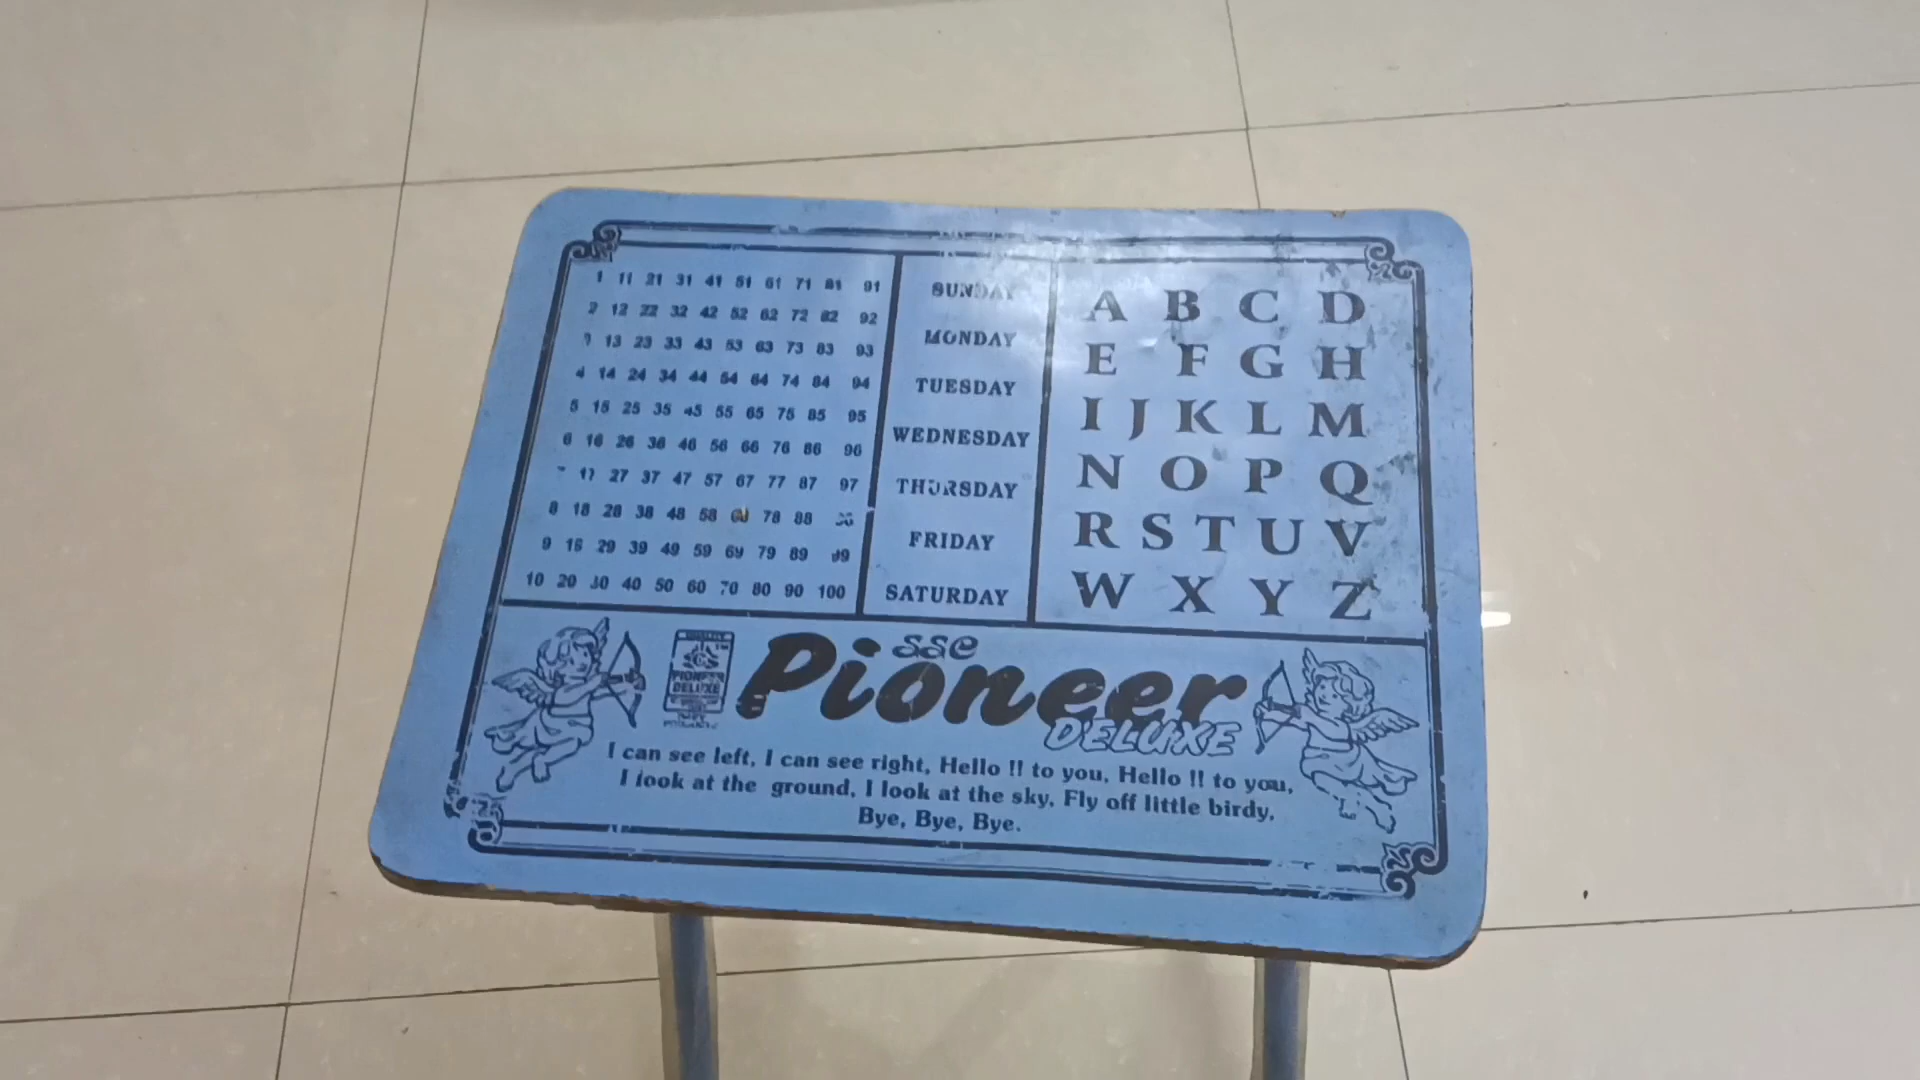 1 11 21 31 41 51 61 71 81 91
2 12 22 32 42 52 62 72 82 92
13 23 33 43 53 63 73 83 93
4 14 24 34 44 54 64 74 84 94
5 15 25 35 45 55 65 75 85 95
6 16 26 36 46 56 66 76 86 96
17 27 37 47 57 67 77 87 97
8 18 28 38 48 58 78 88
9 19 29 39 49 59 69 79 89 99
10 20 30 40 50 60 70 80 90 100
SUNDAY
MONDAY
TUESDAY
WEDNESDAY
THURSDAY
FRIDAY
SATURDAY
A B C D
E F G H
I J K L M
N O P Q
R S T U V
W X Y Z
QUALITY
SCS
PIONEER
DELUXE
SSC
Pioneer
DELUXE
I can see left, I can see right, Hello !! to you, Hello !! to you,
I look at the ground, I look at the sky, Fly off little birdy,
Bye, Bye, Bye.